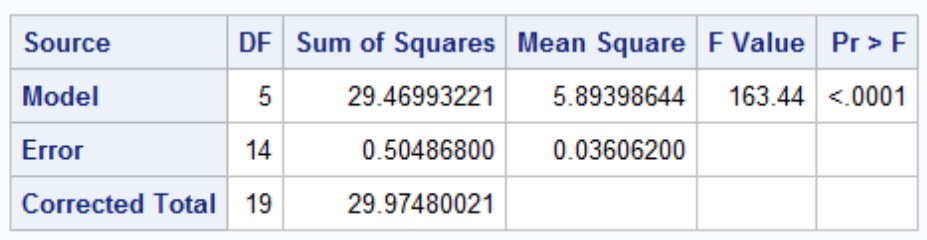 Source DF Sum of Squares Mean Square F Value Pr > F
Model 5 29.46993221 5.89398644 163.44 <.0001
Error 14 0.50486800 0.03606200
Corrected Total 19 29.97480021